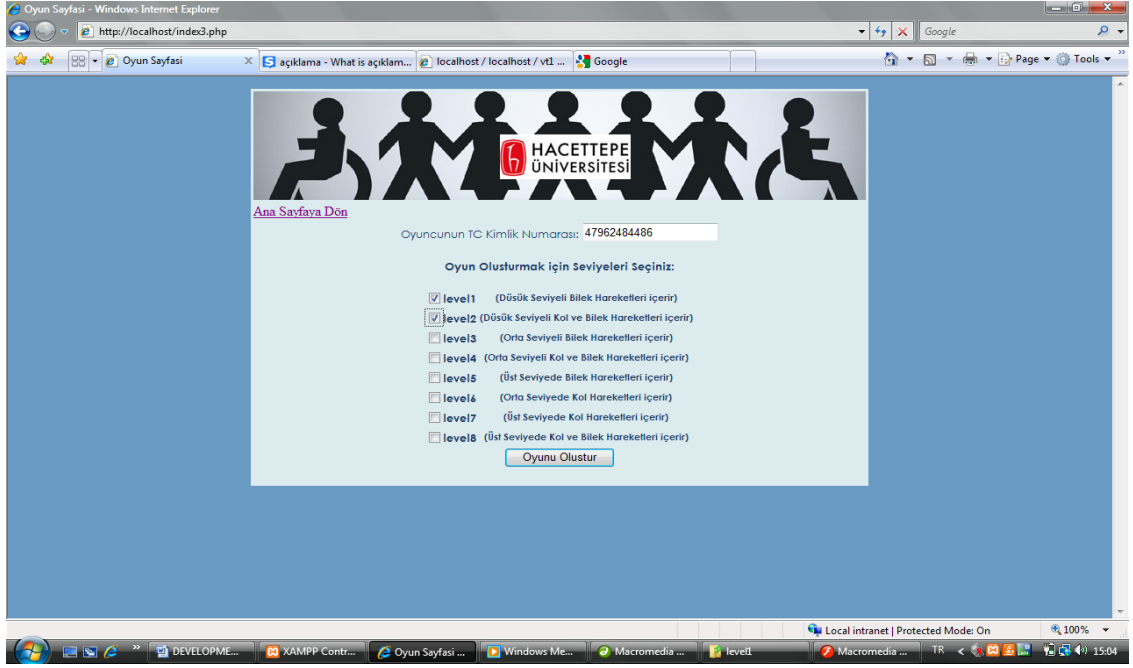 Oyun Sayfasi - Windows Internet Explorer
http://localhost/index3.php
Google
Oyun Sayfasi
açıklama - What is açıklam...
localhost / localhost / vt1 ...
Google
Page
Tools
HACETTEPE
ÜNİVERSİTESİ
Ana Sayfaya Dön
Oyuncunun TC Kimlik Numarası: 47962484486
Oyun Olusturmak için Seviyeleri Seçiniz:
level1 (Düsük Seviyeli Bilek Hareketleri içerir)
level2 (Düsük Seviyeli Kol ve Bilek Hareketleri içerir)
level3 (Orta Seviyeli Bilek Hareketleri içerir)
level4 (Orta Seviyeli Kol ve Bilek Hareketleri içerir)
level5 (Üst Seviyede Bilek Hareketleri içerir)
level6 (Orta Seviyede Kol Hareketleri içerir)
level7 (Üst Seviyede Kol Hareketleri içerir)
level8 (Üst Seviyede Kol ve Bilek Hareketleri içerir)
Oyunu Olustur
Local intranet | Protected Mode: On
100%
DEVELOPME...
XAMPP Contr...
Oyun Sayfasi ...
Windows Me...
Macromedia ...
level1
Macromedia ...
TR
15:04